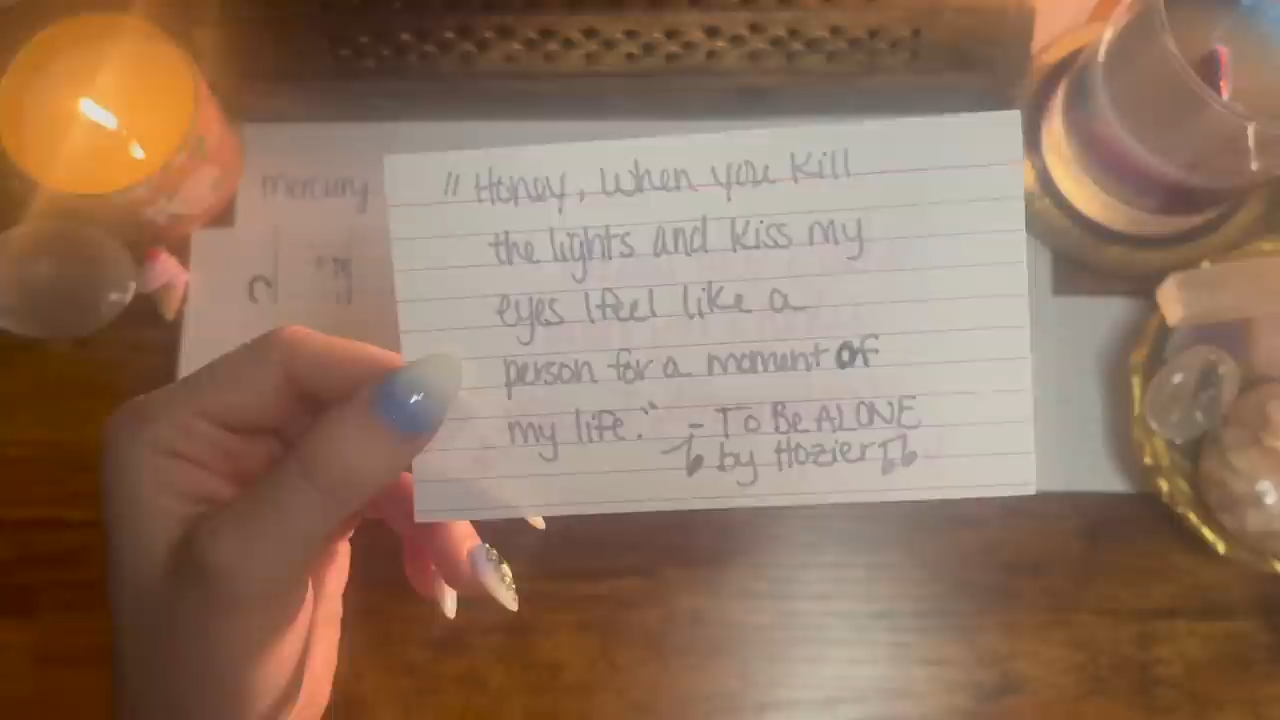 mercury
"Honey, when you kill
the lights and kiss my
eyes I feel like a
person for a moment of
my life." - TO BE ALONE
by Hozier